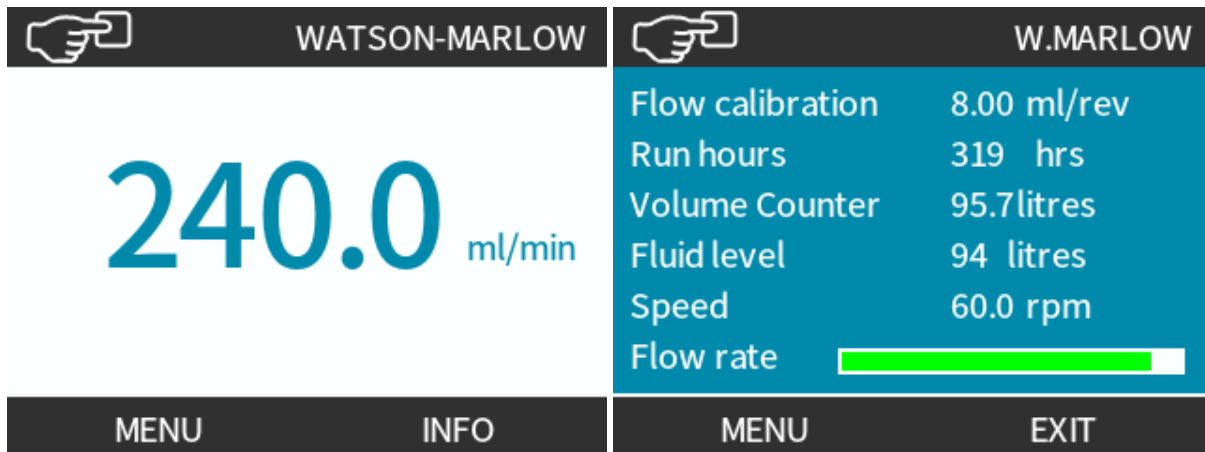 WATSON-MARLOW
240.0 ml/min
MENU INFO
W.MARLOW
Flow calibration 8.00 ml/rev
Run hours 319 hrs
Volume Counter 95.7litres
Fluid level 94 litres
Speed 60.0 rpm
Flow rate
MENU EXIT